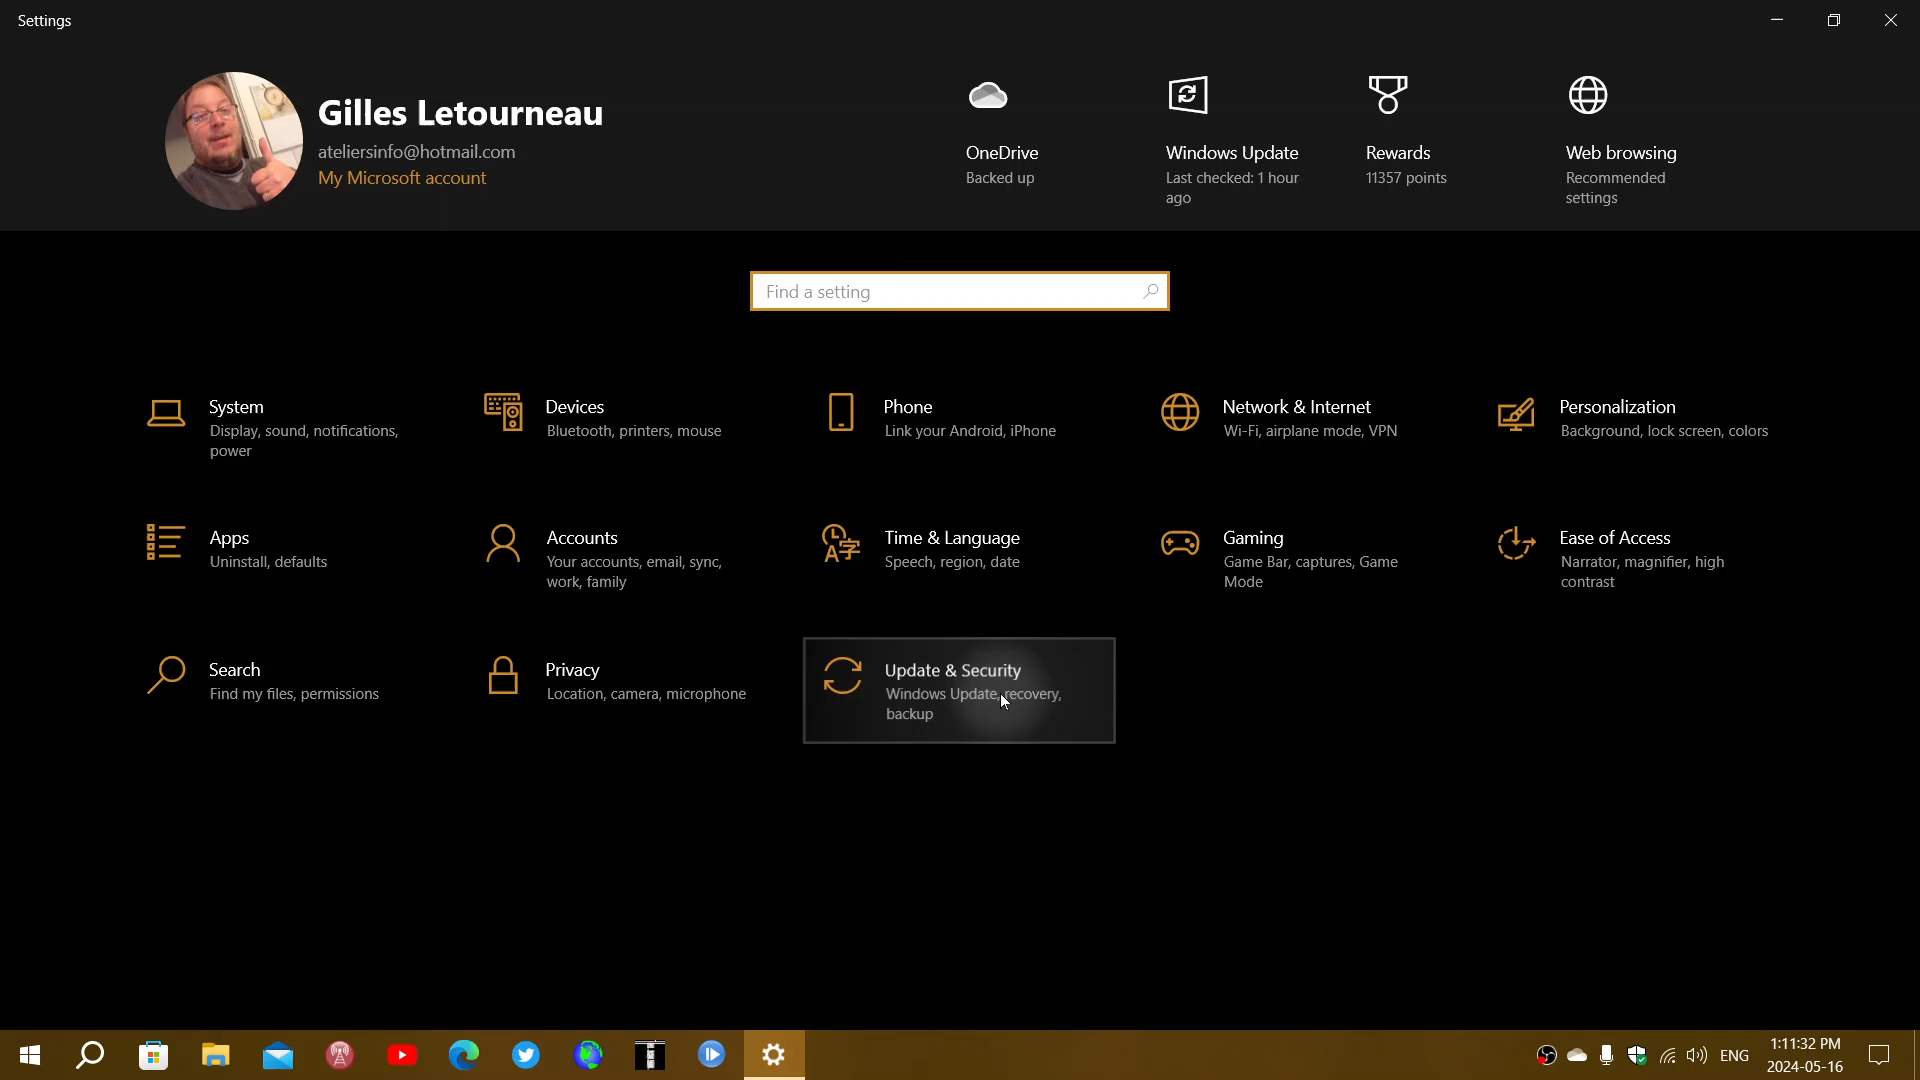 Settings
Gilles Letourneau
ateliersinfo@hotmail.com
My Microsoft account
OneDrive
Backed up
Windows Update
Last checked: 1 hour
ago
Rewards
11357 points
Web browsing
Recommended
settings
Find a setting
System
Display, sound, notifications,
power
Devices
Bluetooth, printers, mouse
Phone
Link your Android, iPhone
Network & Internet
Wi-Fi, airplane mode, VPN
Personalization
Background, lock screen, colors
Apps
Uninstall, defaults
Accounts
Your accounts, email, sync,
work, family
Time & Language
Speech, region, date
Gaming
Game Bar, captures, Game
Mode
Ease of Access
Narrator, magnifier, high
contrast
Search
Find my files, permissions
Privacy
Location, camera, microphone
Update & Security
Windows Update, recovery,
backup
ENG
1:11:32 PM
2024-05-16